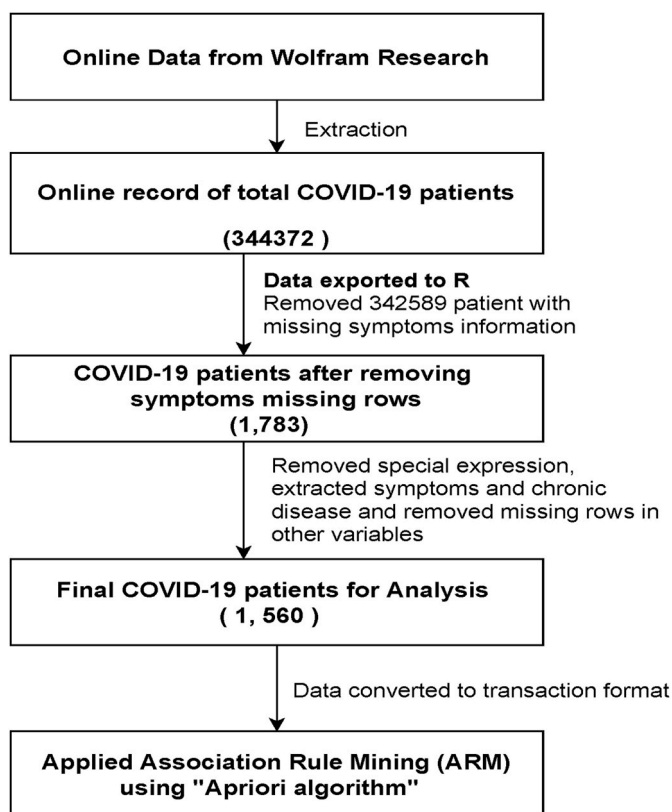 Online Data from Wolfram Research
Extraction
Online record of total COVID-19 patients
(344372 )
Data exported to R
Removed 342589 patient with
missing symptoms information
COVID-19 patients after removing
symptoms missing rows
(1,783)
Removed special expression,
extracted symptoms and chronic
disease and removed missing rows in
other variables
Final COVID-19 patients for Analysis
( 1, 560 )
Data converted to transaction format
Applied Association Rule Mining (ARM)
using "Apriori algorithm"